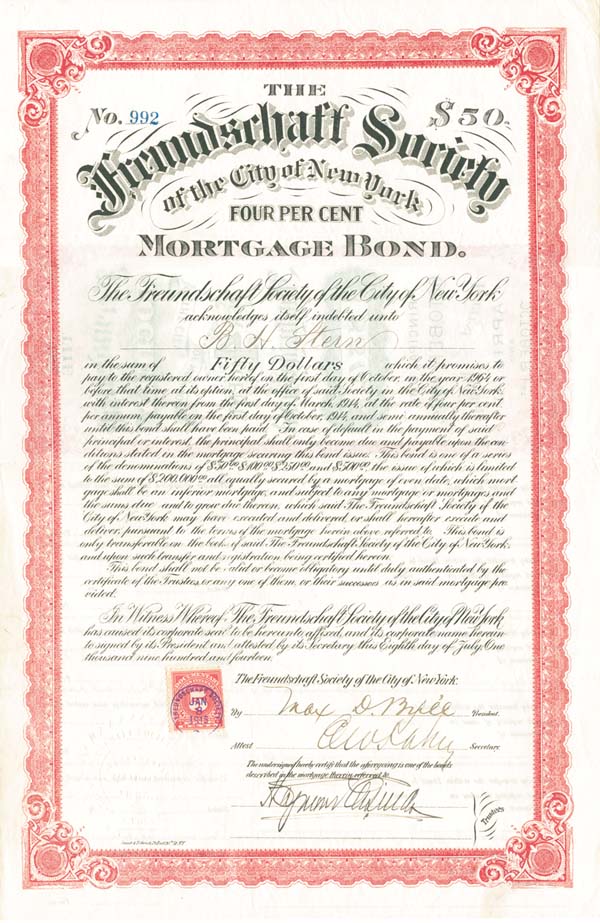 THE
No. 992
$50.
Freundschaft Society
of the City of New York
FOUR PER CENT
MORTGAGE BOND.
The Freundschaft Society of the City of New York
acknowledges itself indebted unto
B. H. Stern
in the sum of Fifty Dollars which it promises to
pay to the registered owner hereof on the first day of October, in the year 1964 or
before that time at its option, at the office of said society in the City of New York,
with interest thereon from the first day of March, 1914, at the rate of four per cent
per annum, payable on the first day of October, 1914, and semi annually thereafter
until this bond shall have been paid. In case of default in the payment of said
principal or interest, the principal shall only become due and payable upon the con-
ditions stated in the mortgage securing this bond issue. This bond is one of a series
of the denominations of $50.00 $100.00 $250.00 and $500.00 the issue of which is limited
to the sum of $200,000.00 all equally secured by a mortgage of even date, which mort
gage shall be an inferior mortgage, and subject to any mortgage or mortgages and
the sums due and to grow due thereon, which said The Freundschaft Society of the
City of New York may have executed and delivered, or shall hereafter execute and
deliver, pursuant to the terms of the mortgage herein above referred to. This bond is
only transferable on the books of said The Freundschaft Society of the City of New York,
and upon such transfer and registration being certified hereon.
This bond shall not be valid or become obligatory until duly authenticated by the
certificate of the Trustees, or any one of them, or their successors as in said mortgage pro
vided.
In Witness Whereof, The Freundschaft Society of the City of New York
has caused its corporate seal to be hereunto affixed, and its corporate name herein
to signed by its President and attested by its Secretary this Eighth day of July, One
thousand nine hundred and fourteen.
The Freundschaft Society of the City of New York.
By Max D. President.
Attest Secretary
The undersigned hereby certify that the aforegoing is one of the bonds
described in the mortgage therein referred to.
Trustees
JAN
1915